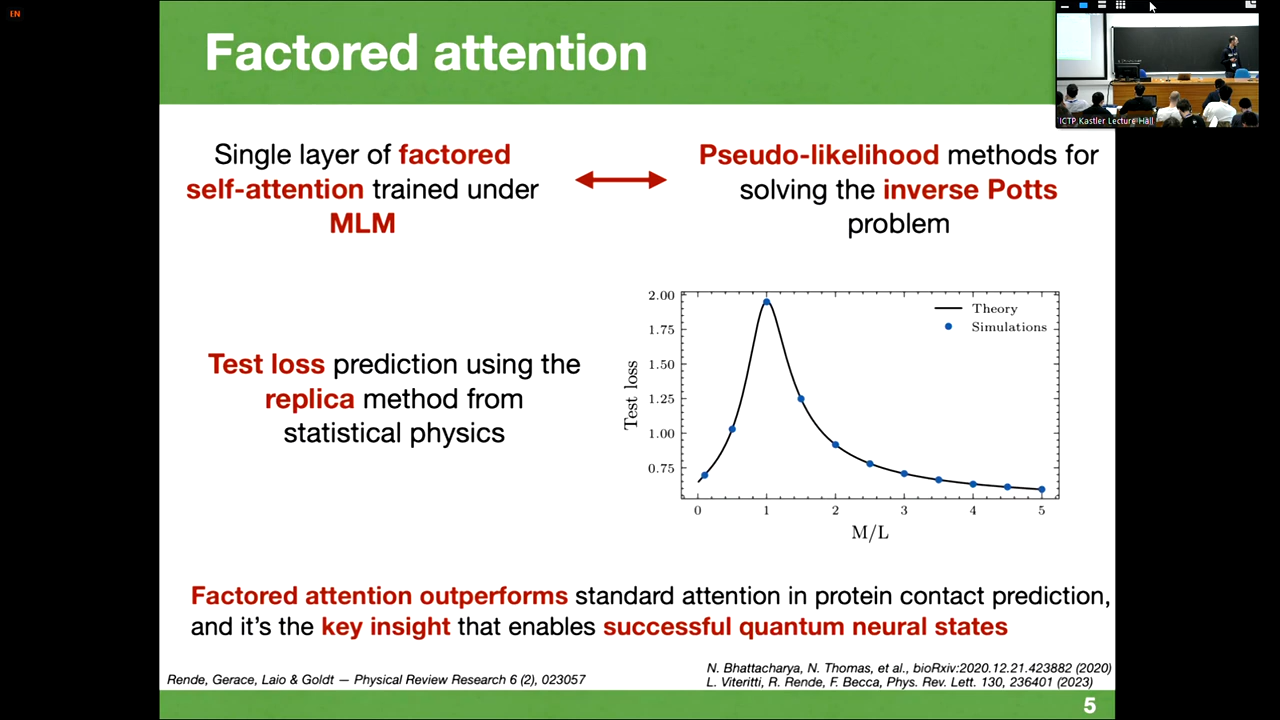 EN
Factored attention
ICTP Kastler Lecture Hall
Single layer of factored
self-attention trained under
MLM
Pseudo-likelihood methods for
solving the inverse Potts
problem
Test loss prediction using the
replica method from
statistical physics
Test loss
2.00
1.75
1.50
1.25
1.00
0.75
Theory
Simulations
0 1 2 3 4 5
M/L
Factored attention outperforms standard attention in protein contact prediction,
and it's the key insight that enables successful quantum neural states
Rende, Gerace, Laio & Goldt — Physical Review Research 6 (2), 023057
N. Bhattacharya, N. Thomas, et al., bioRxiv:2020.12.21.423882 (2020)
L. Viteritti, R. Rende, F. Becca, Phys. Rev. Lett. 130, 236401 (2023)
5